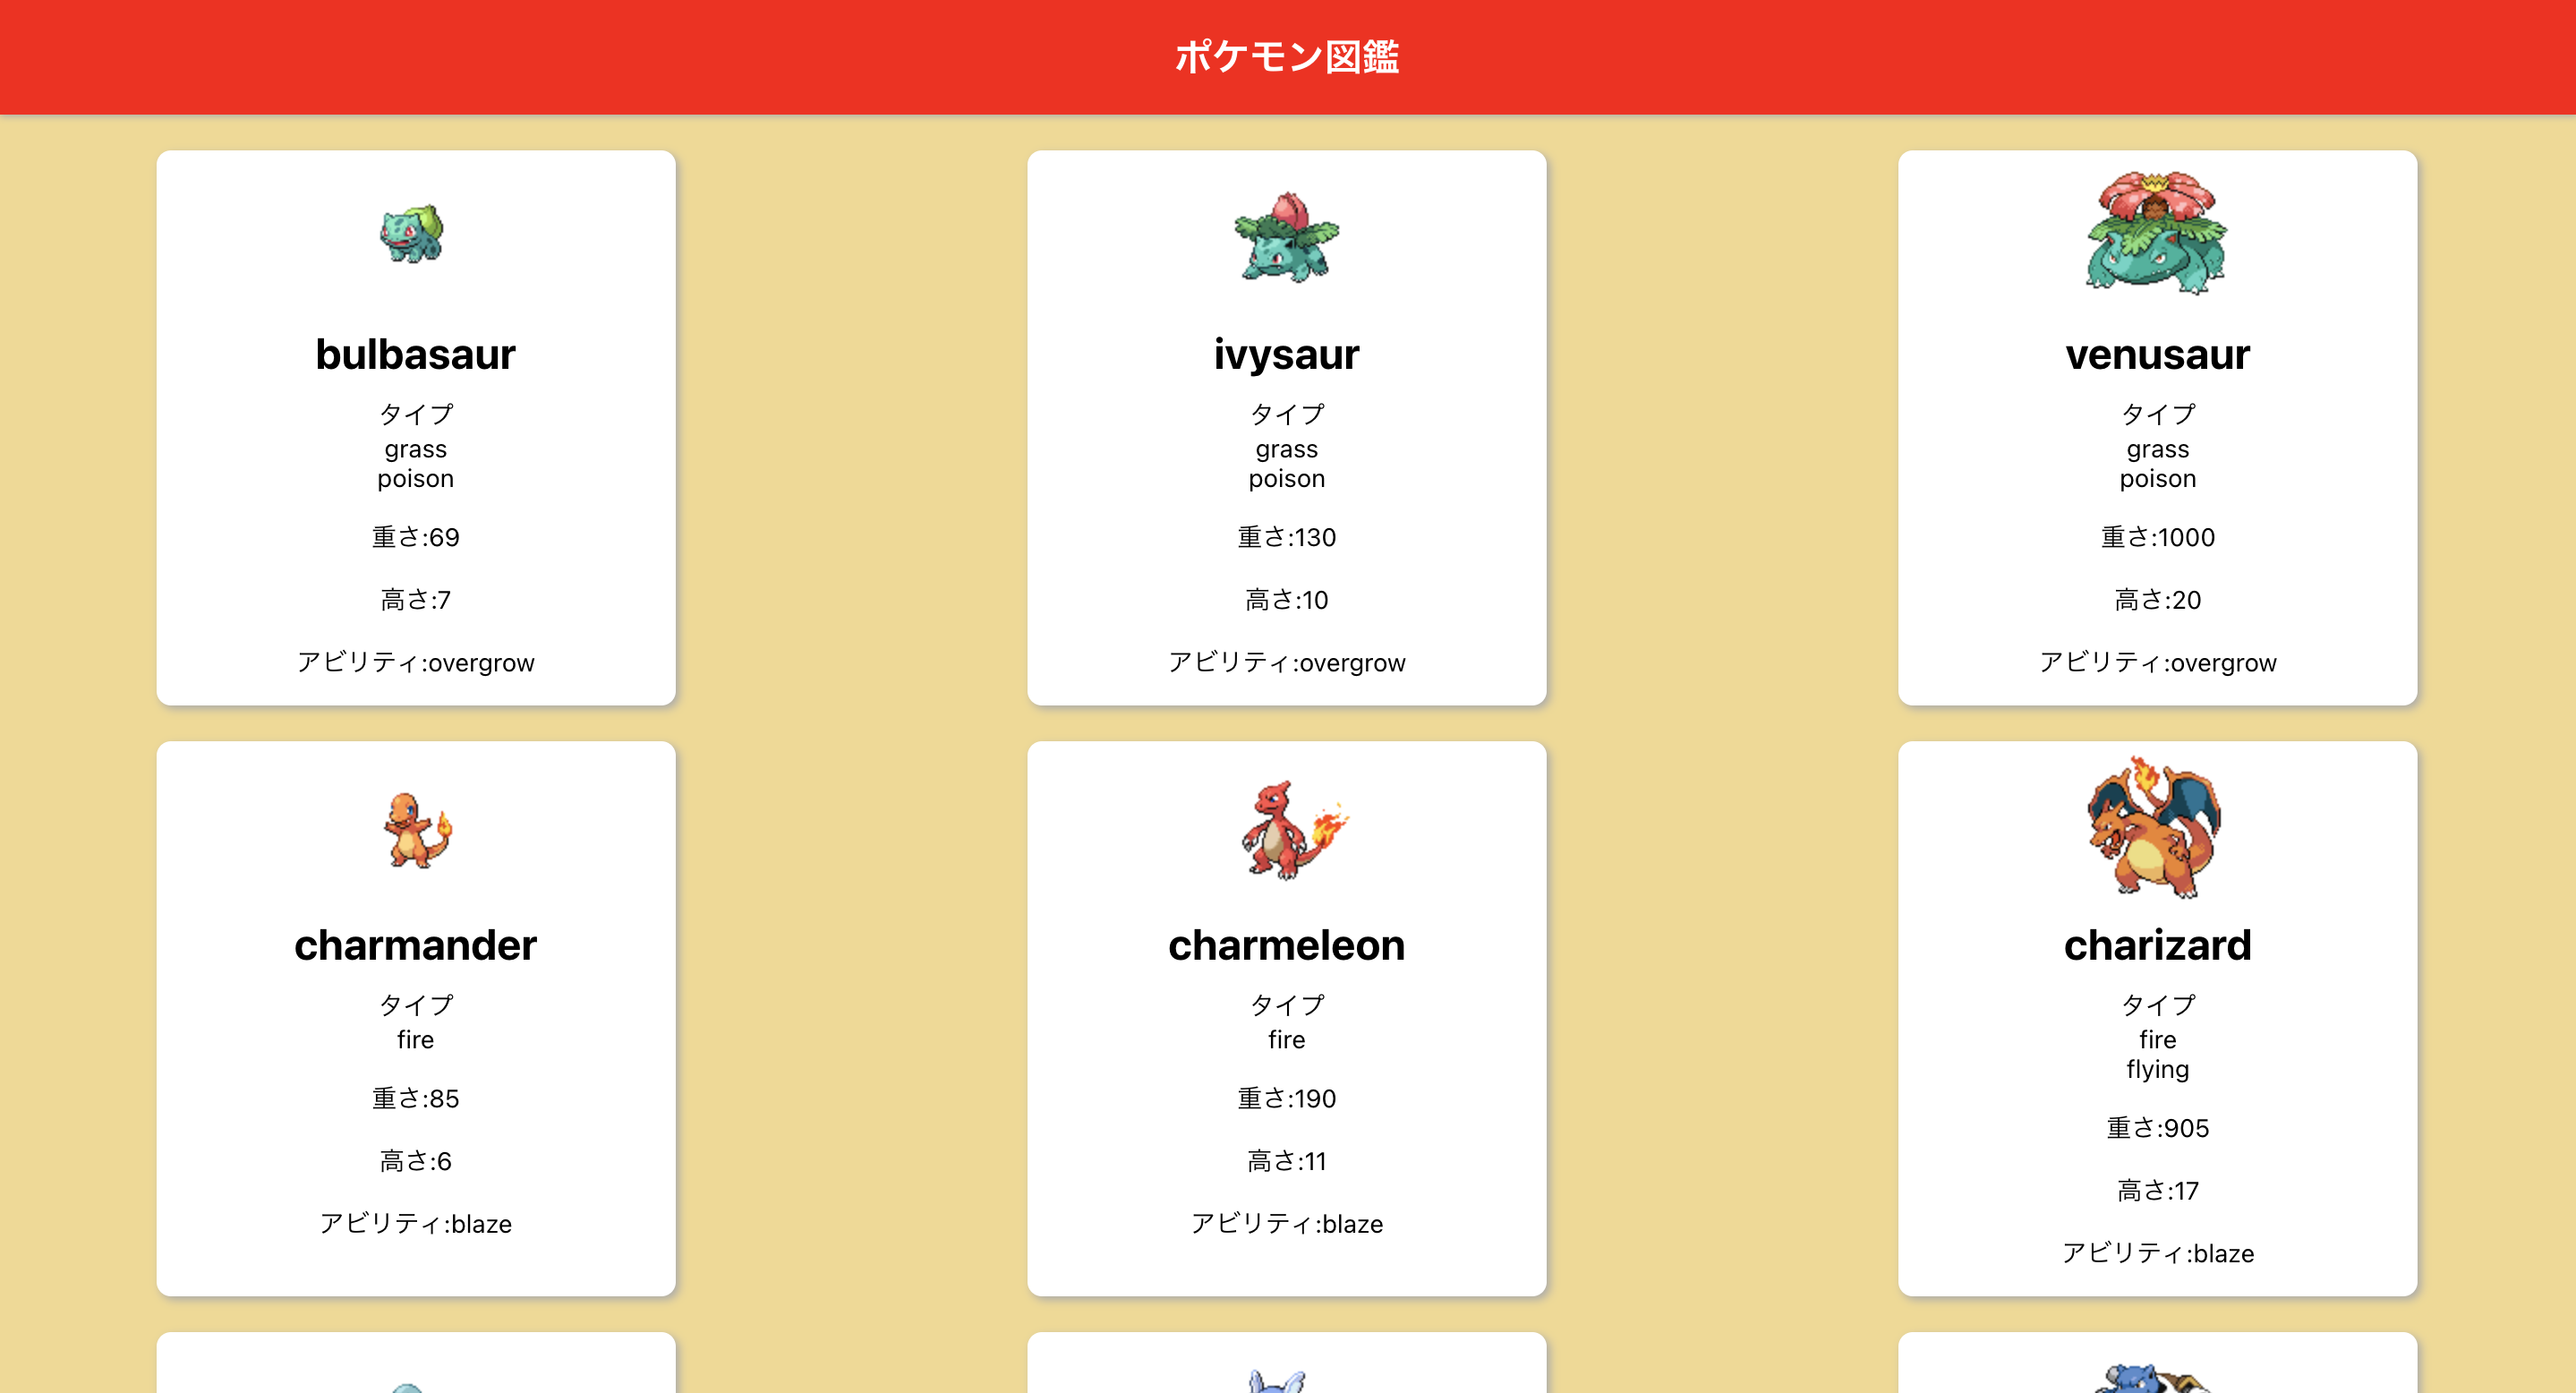 ポケモン図鑑
bulbasaur
タイプ
grass
poison
重さ:69
高さ:7
アビリティ:overgrow
ivysaur
タイプ
grass
poison
重さ:130
高さ:10
アビリティ:overgrow
venusaur
タイプ
grass
poison
重さ:1000
高さ:20
アビリティ:overgrow
charmander
タイプ
fire
重さ:85
高さ:6
アビリティ:blaze
charmeleon
タイプ
fire
重さ:190
高さ:11
アビリティ:blaze
charizard
タイプ
fire
flying
重さ:905
高さ:17
アビリティ:blaze